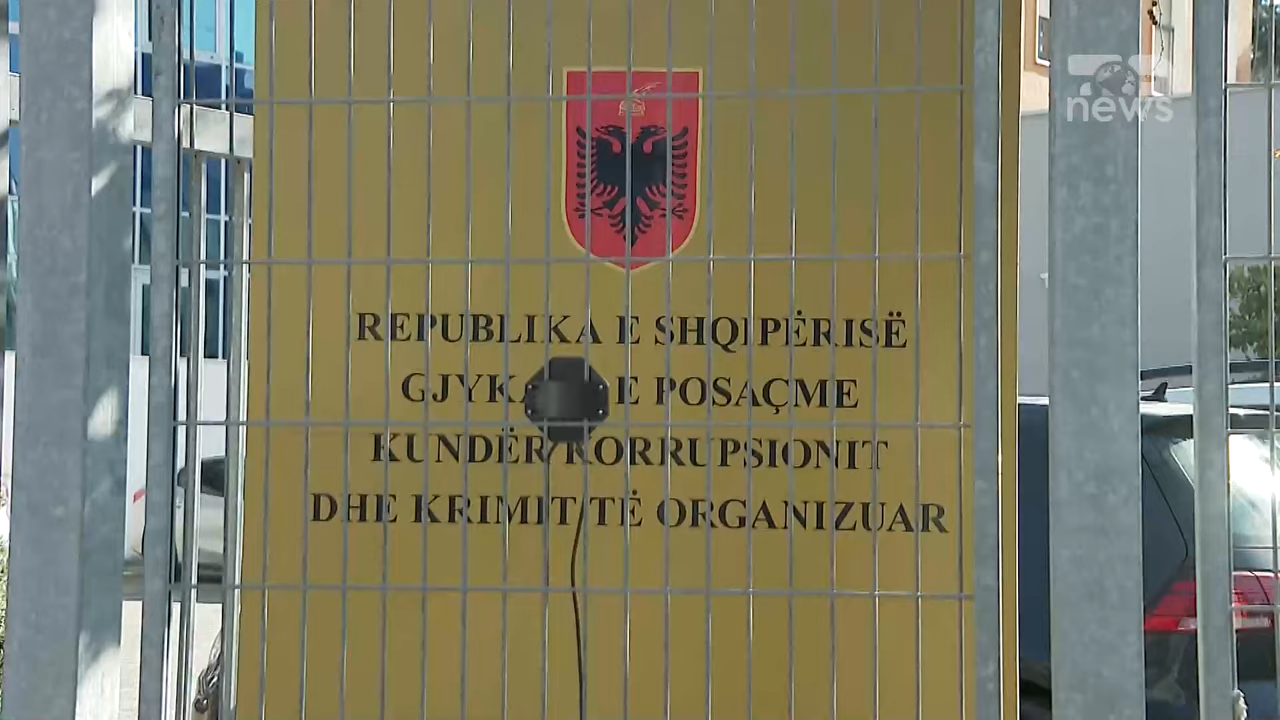 news
REPUBLIKA E SHQIPËRISË
E POSAÇME
KUNDËR KORRUPSIONIT
DHE KRIMIT TË ORGANIZUAR